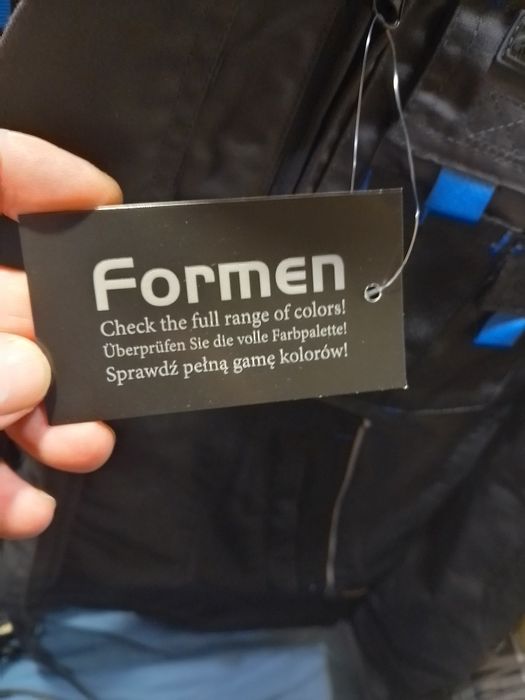 Formen
Check the full range of colors!
Überprüfen Sie die volle Farbpalette!
Sprawdź pełną gamę kolorów!